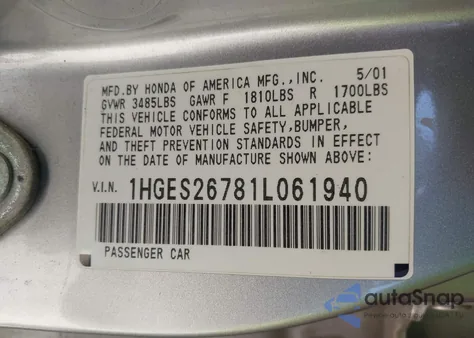 MFD.BY HONDA OF AMERICA MFG.,INC. 5/01
GVWR 3485LBS GAWR F 1810LBS R 1700LBS
THIS VEHICLE CONFORMS TO ALL APPLICABLE
FEDERAL MOTOR VEHICLE SAFETY,BUMPER,
AND THEFT PREVENTION STANDARDS IN EFFECT
ON THE DATE OF MANUFACTURE SHOWN ABOVE:
V.I.N. 1HGES26781L061940
PASSENGER CAR
autoSnap